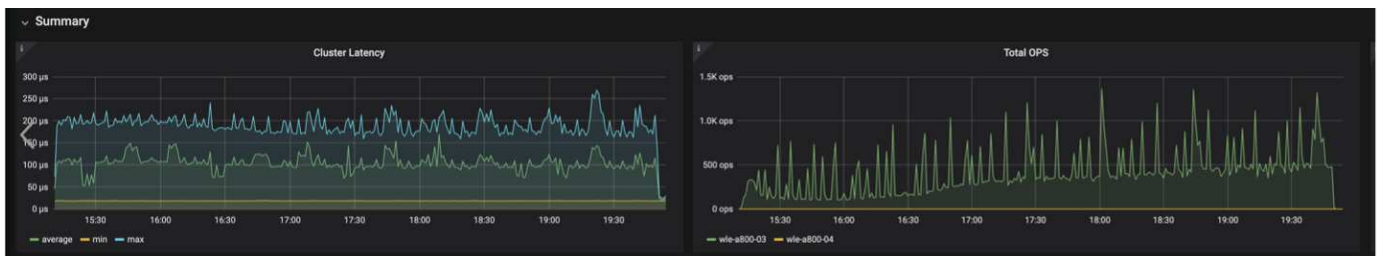 Summary
Cluster Latency
300 µs
250 µs
200 µs
150 µs
100 µs
50 µs
0 µs
15:30 16:00 16:30 17:00 17:30 18:00 18:30 19:00 19:30
average min max
Total OPS
1.5K ops
1.0K ops
500 ops
0 ops
15:30 16:00 16:30 17:00 17:30 18:00 18:30 19:00 19:30
wle-a800-03 wle-a800-04